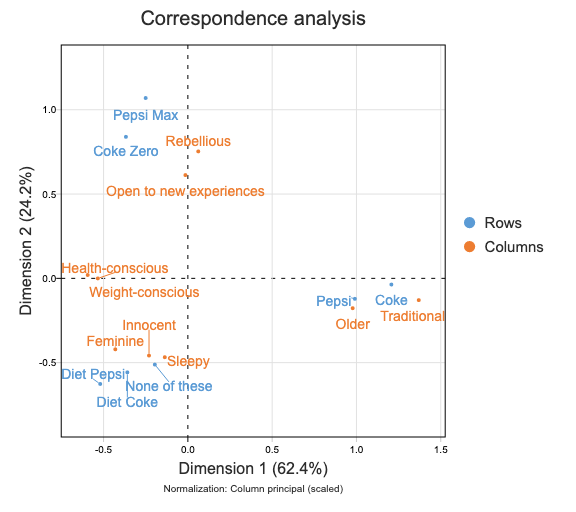 Correspondence analysis
Dimension 2 (24.2%)
1.0
0.5
0.0
-0.5
Pepsi Max
Rebellious
Coke Zero
Open to new experiences
Health-conscious
Weight-conscious
Pepsi
Coke
Traditional
Older
Innocent
Feminine
Sleepy
Diet Pepsi
None of these
Diet Coke
-0.5
0.0
0.5
1.0
1.5
Dimension 1 (62.4%)
Normalization: Column principal (scaled)
Rows
Columns